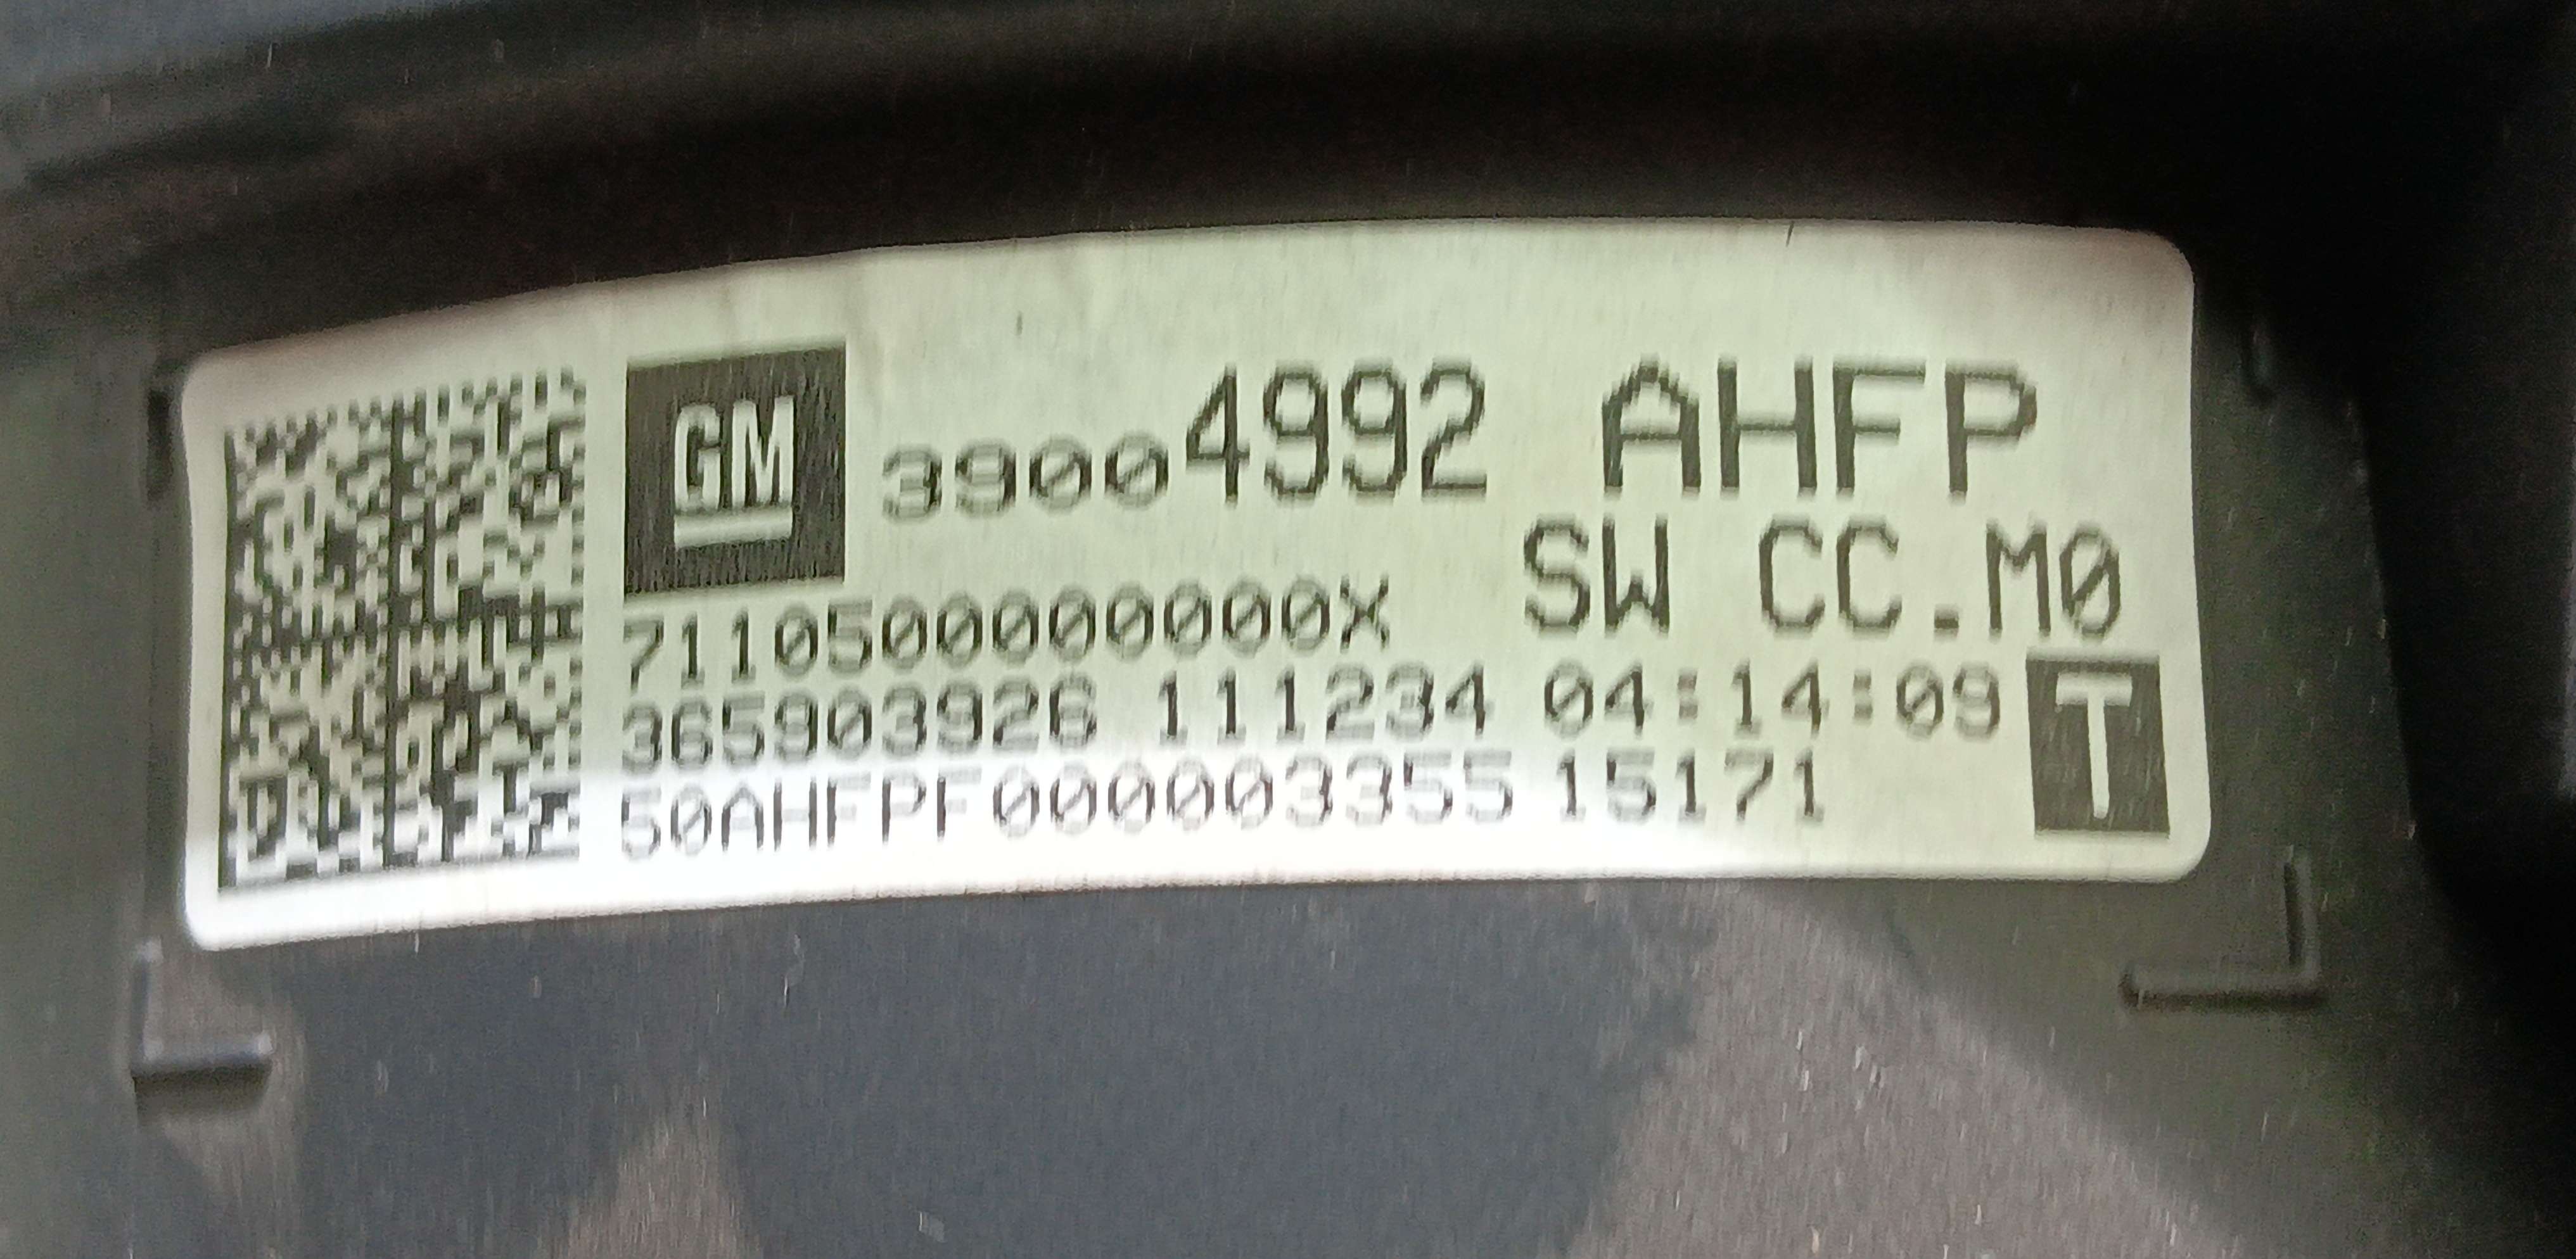 GM 39004992 AHFP
SW CC.M0
7110500000000X
365903926 111234 04:14:09 T
50AHFPF000003355 15171